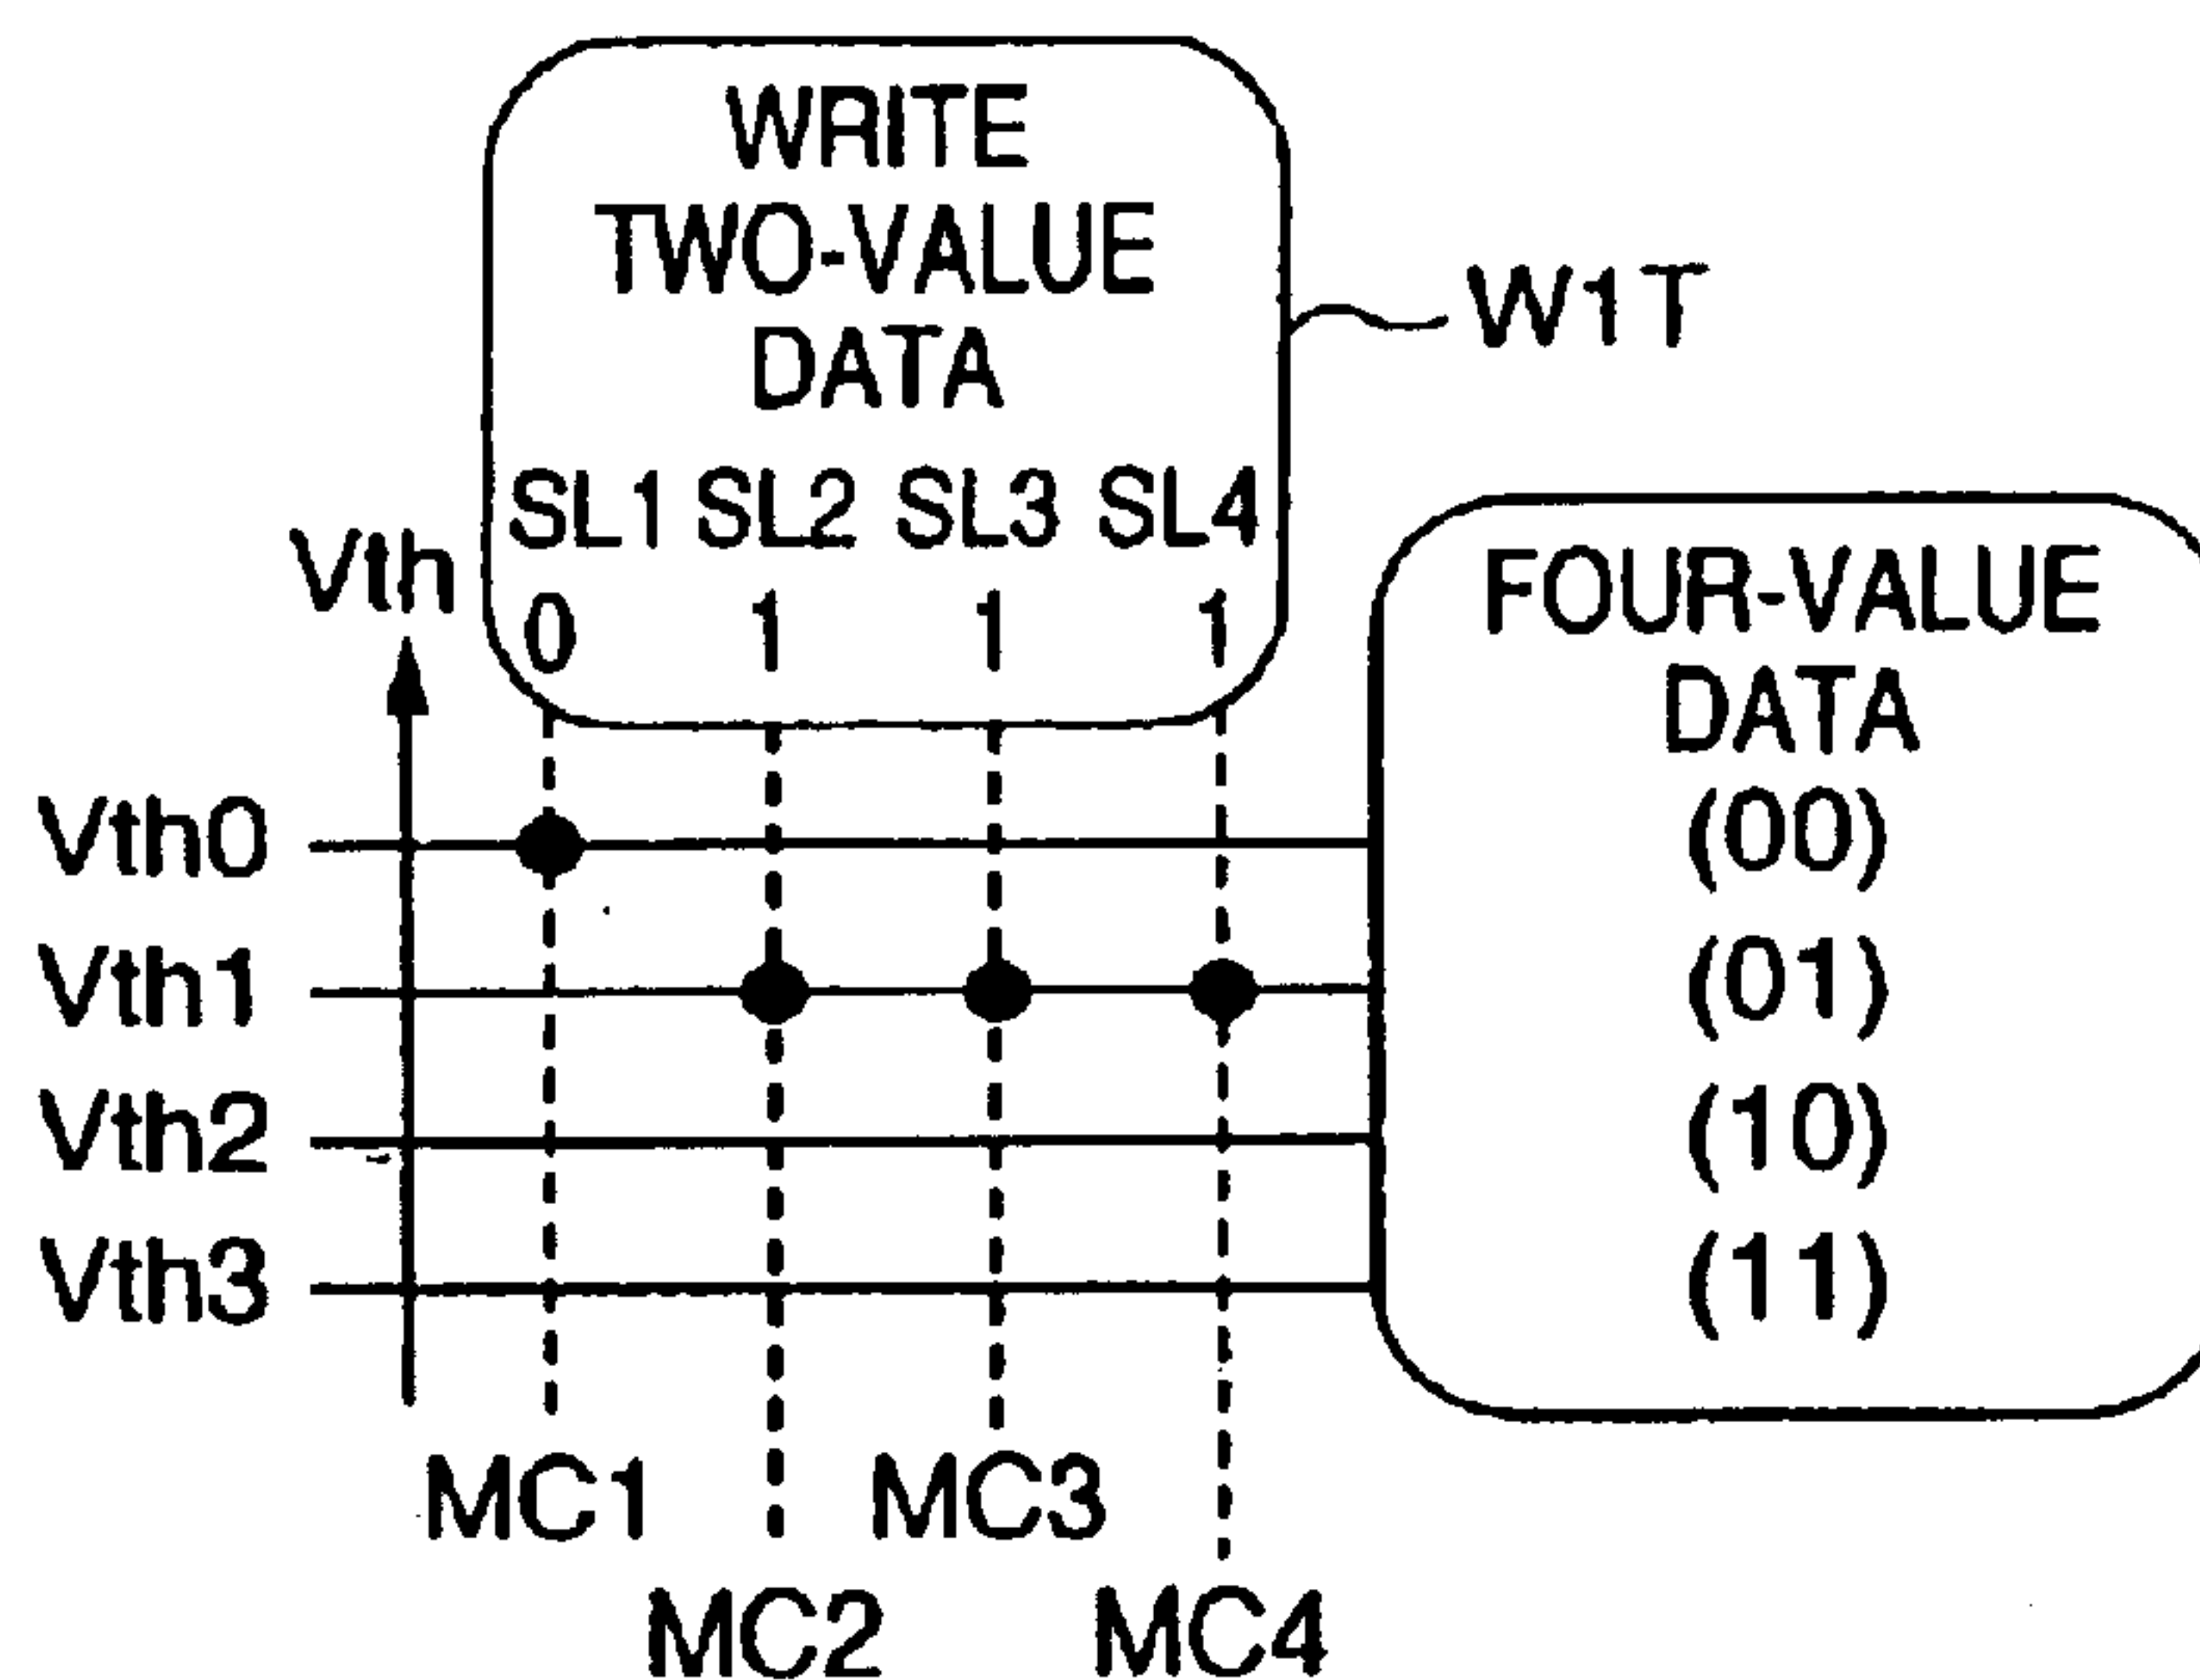 WRITE
TWO-VALUE
DATA
W1T
SL1 SL2 SL3 SL4
0 1 1 1
Vth
FOUR-VALUE
DATA
Vth0 (00)
Vth1 (01)
Vth2 (10)
Vth3 (11)
MC1 MC3
MC2 MC4